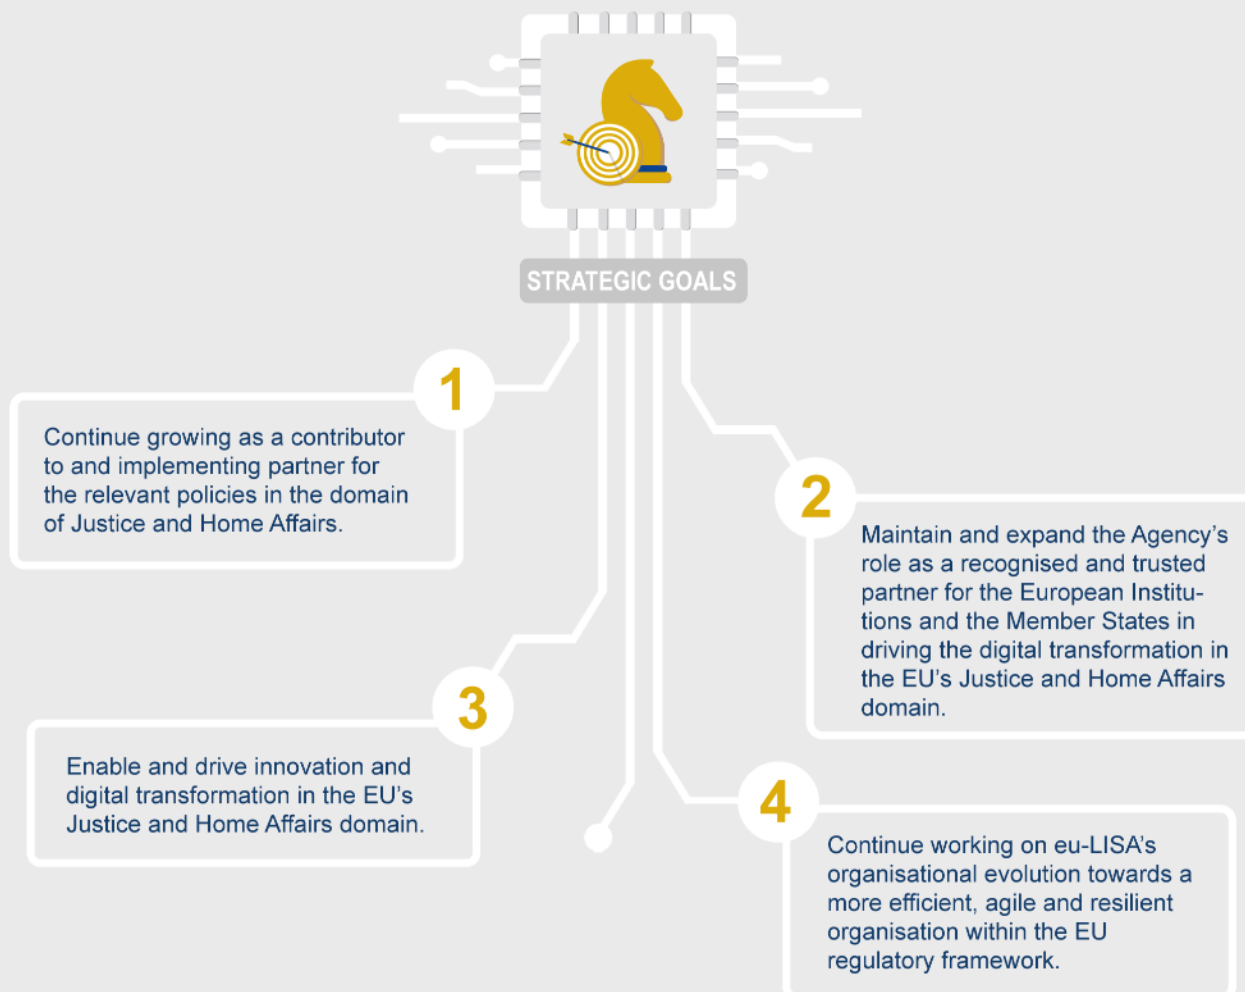 STRATEGIC GOALS
1
Continue growing as a contributor
to and implementing partner for
the relevant policies in the domain
of Justice and Home Affairs.
2
Maintain and expand the Agency’s
role as a recognised and trusted
partner for the European Institu-
tions and the Member States in
driving the digital transformation in
the EU’s Justice and Home Affairs
domain.
3
Enable and drive innovation and
digital transformation in the EU’s
Justice and Home Affairs domain.
4
Continue working on eu-LISA’s
organisational evolution towards a
more efficient, agile and resilient
organisation within the EU
regulatory framework.